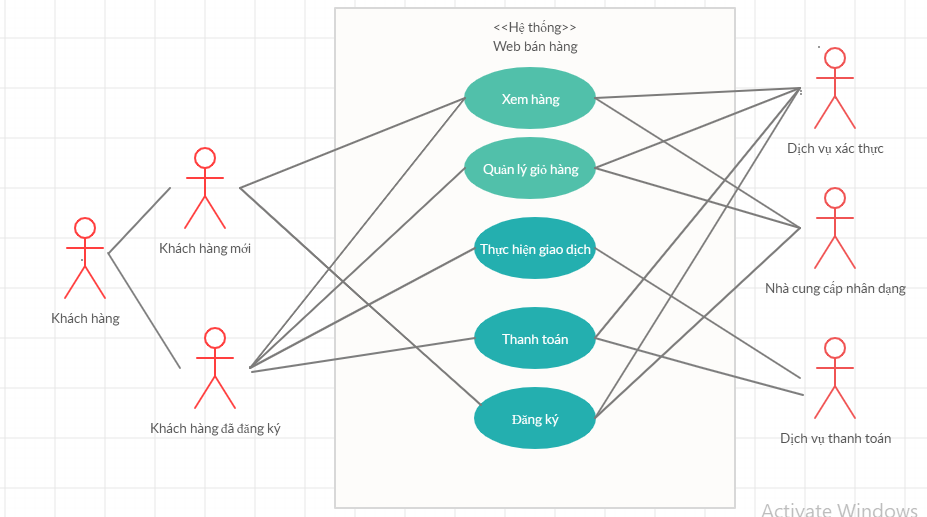 <<Hệ thống>>
Web bán hàng
Xem hàng
Quản lý giỏ hàng
Thực hiện giao dịch
Thanh toán
Đăng ký
Khách hàng mới
Khách hàng
Khách hàng đã đăng ký
Dịch vụ xác thực
Nhà cung cấp nhân dạng
Dịch vụ thanh toán
Activate Windows